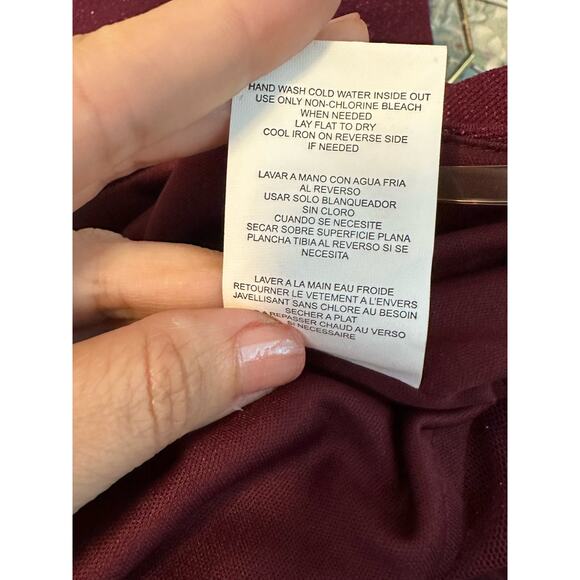 HAND WASH COLD WATER INSIDE OUT
USE ONLY NON-CHLORINE BLEACH
WHEN NEEDED
LAY FLAT TO DRY
COOL IRON ON REVERSE SIDE
IF NEEDED
LAVAR A MANO CON AGUA FRIA
AL REVERSO
USAR SOLO BLANQUEADOR
SIN CLORO
CUANDO SE NECESITE
SECAR SOBRE SUPERFICIE PLANA
PLANCHA TIBIA AL REVERSO SI SE
NECESITA
LAVER A LA MAIN EAU FROIDE
RETOURNER LE VETEMENT A L'ENVERS
JAVELLISANT SANS CHLORE AU BESOIN
SECHER A PLAT
REPASSER CHAUD AU VERSO
SI NECESSAIRE